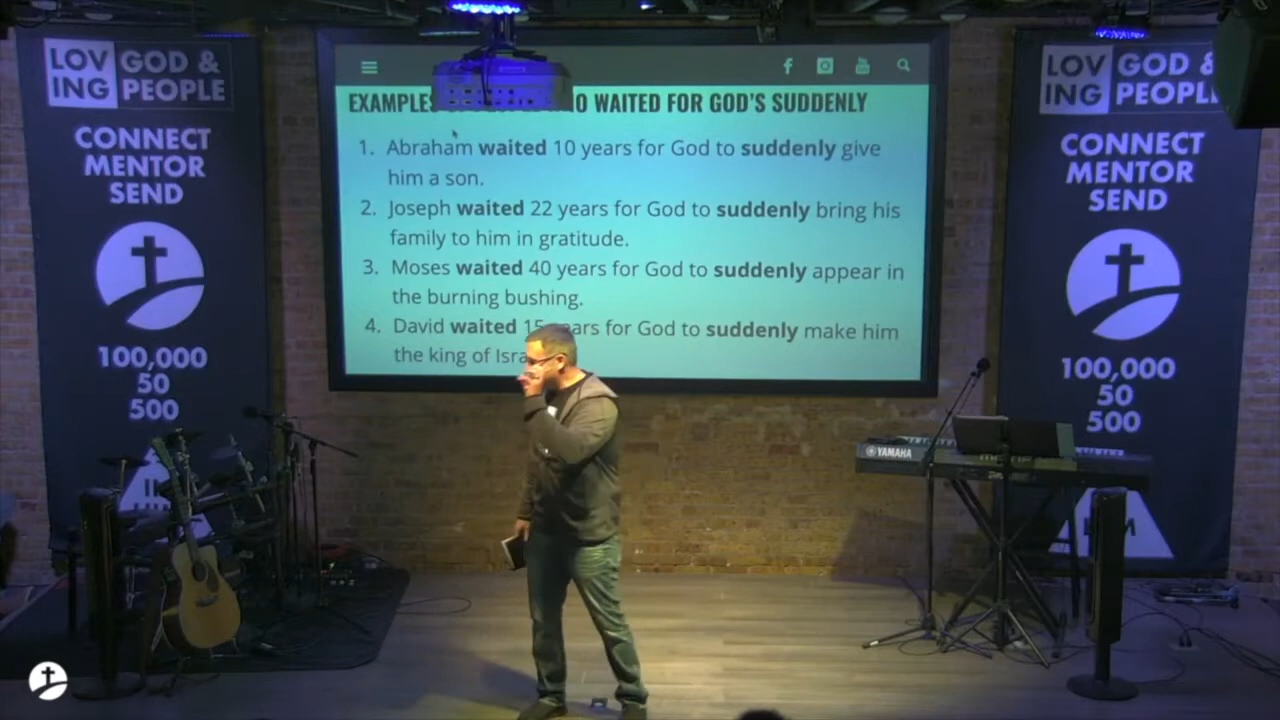 LOV
ING
GOD &
PEOPLE
CONNECT
MENTOR
SEND
100,000
50
500
EXAMPLES WAITED FOR GOD'S SUDDENLY
1. Abraham waited 10 years for God to suddenly give
him a son.
2. Joseph waited 22 years for God to suddenly bring his
family to him in gratitude.
3. Moses waited 40 years for God to suddenly appear in
the burning bushing.
4. David waited for God to suddenly make him
the king of
LOV
ING
GOD &
PEOPLE
CONNECT
MENTOR
SEND
100,000
50
500
YAMAHA